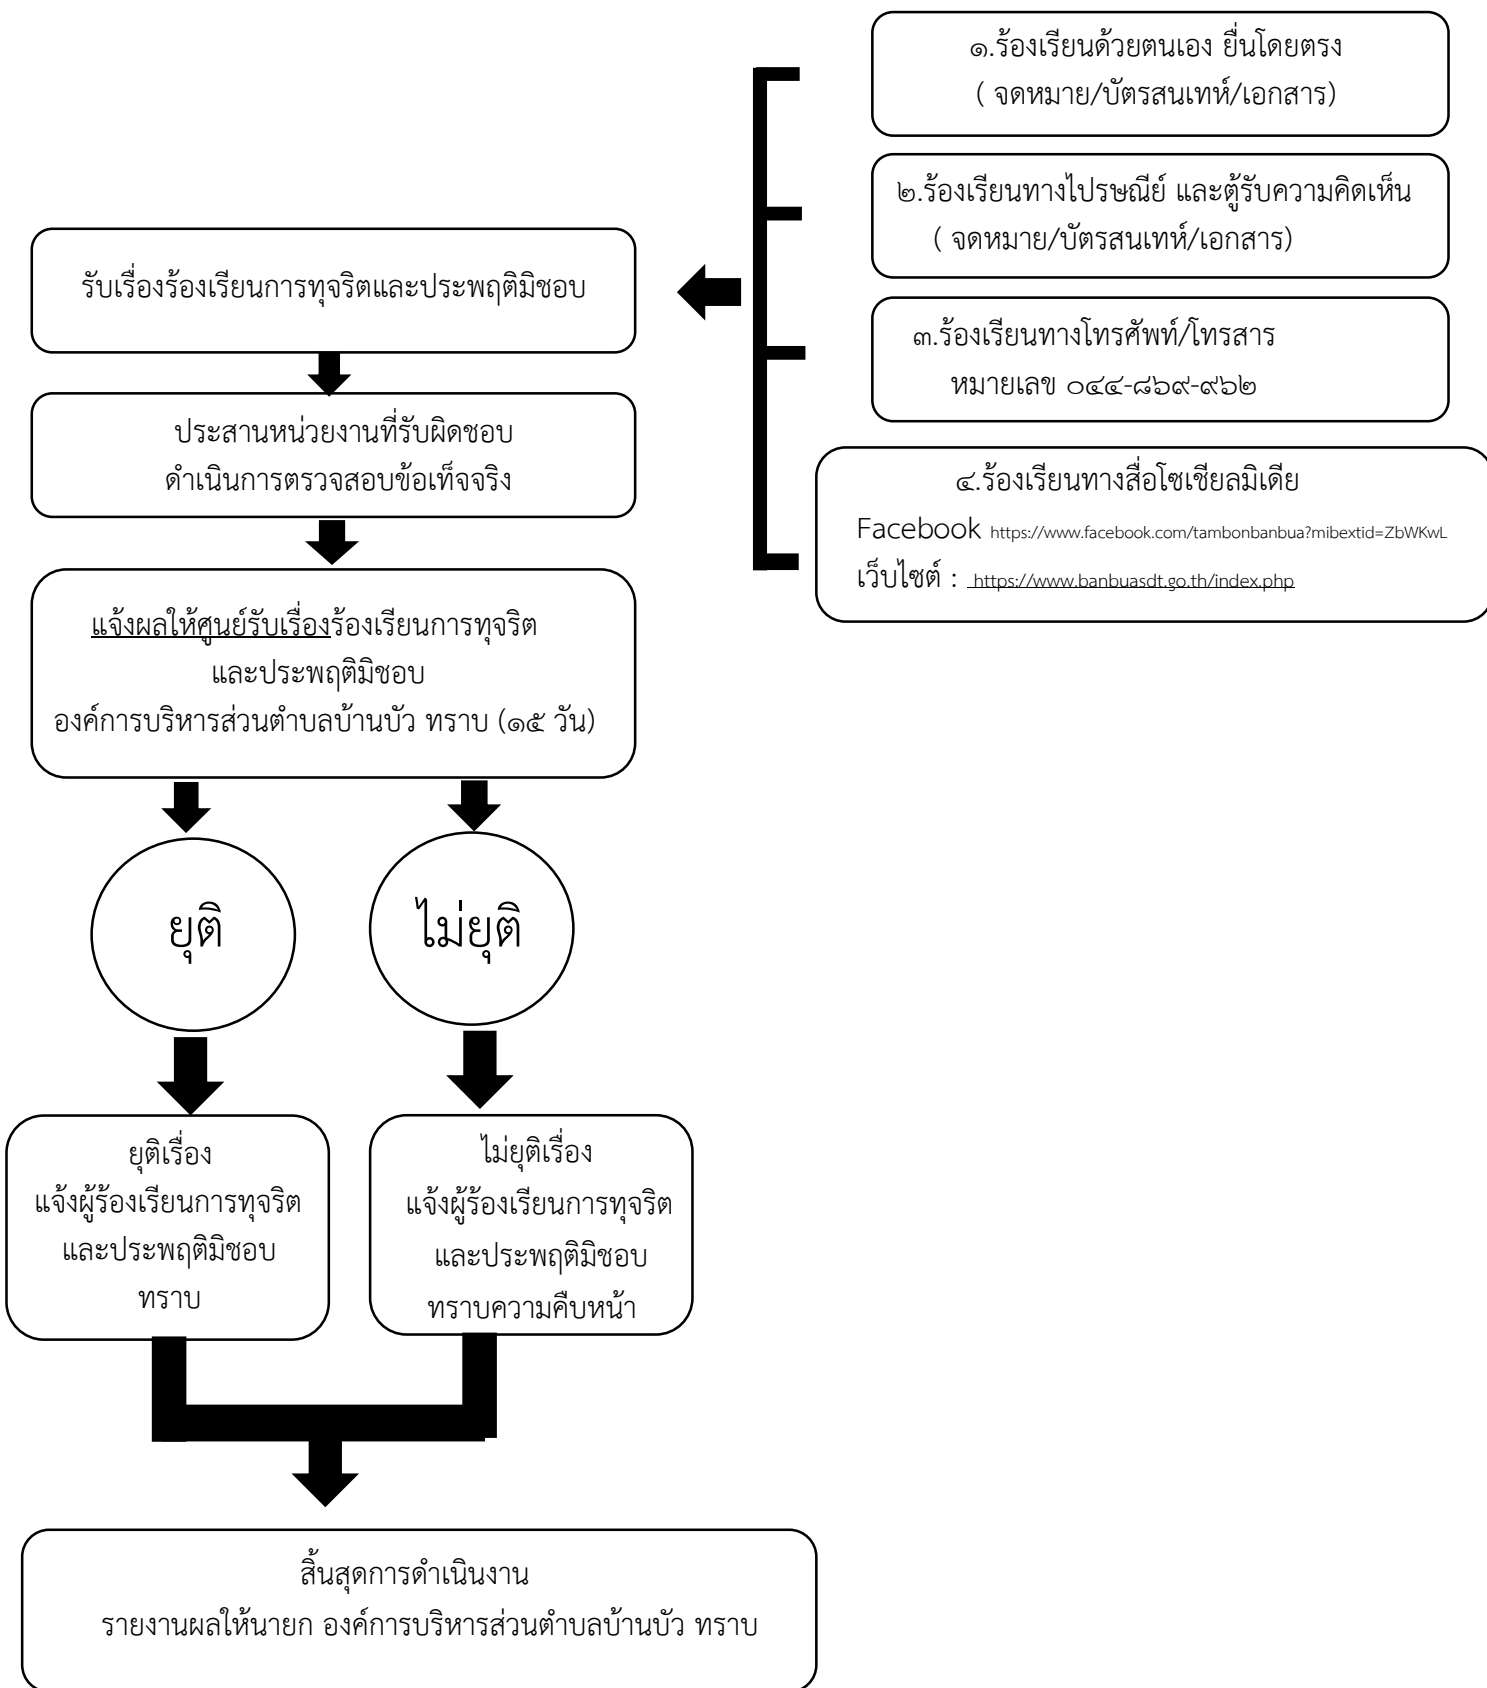 ๑.ร้องเรียนด้วยตนเอง ยื่นโดยตรง
( จดหมาย/บัตรสนเทห์/เอกสาร)
๒.ร้องเรียนทางไปรษณีย์ และตู้รับความคิดเห็น
( จดหมาย/บัตรสนเทห์/เอกสาร)
๓.ร้องเรียนทางโทรศัพท์/โทรสาร
หมายเลข ๐๔๔-๘๖๙-๙๖๒
๔.ร้องเรียนทางสื่อโซเชียลมิเดีย
Facebook https://www.facebook.com/tambonbanbua?mibextid=ZbWKwL
เว็บไซต์ : https://www.banbuasdt.go.th/index.php
รับเรื่องร้องเรียนการทุจริตและประพฤติมิชอบ
ประสานหน่วยงานที่รับผิดชอบ
ดำเนินการตรวจสอบข้อเท็จจริง
แจ้งผลให้ศูนย์รับเรื่องร้องเรียนการทุจริต
และประพฤติมิชอบ
องค์การบริหารส่วนตำบลบ้านบัว ทราบ (๑๕ วัน)
ยุติ
ไม่ยุติ
ยุติเรื่อง
แจ้งผู้ร้องเรียนการทุจริต
และประพฤติมิชอบ
ทราบ
ไม่ยุติเรื่อง
แจ้งผู้ร้องเรียนการทุจริต
และประพฤติมิชอบ
ทราบความคืบหน้า
สิ้นสุดการดำเนินงาน
รายงานผลให้นายก องค์การบริหารส่วนตำบลบ้านบัว ทราบ